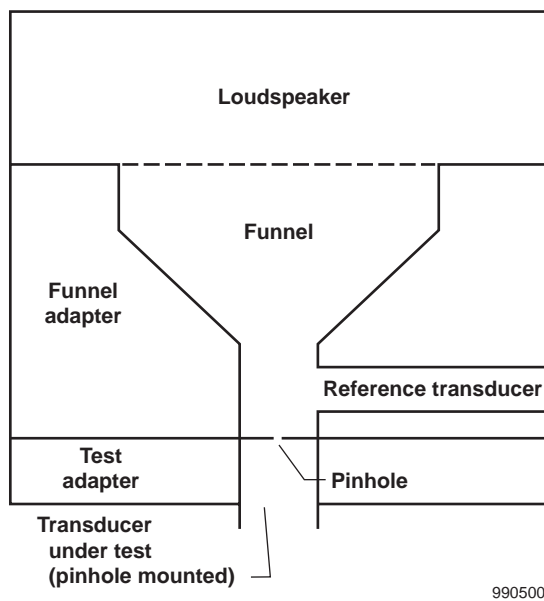 Loudspeaker
Funnel
Funnel
adapter
Reference transducer
Test
adapter
Pinhole
Transducer
under test
(pinhole mounted)
990500